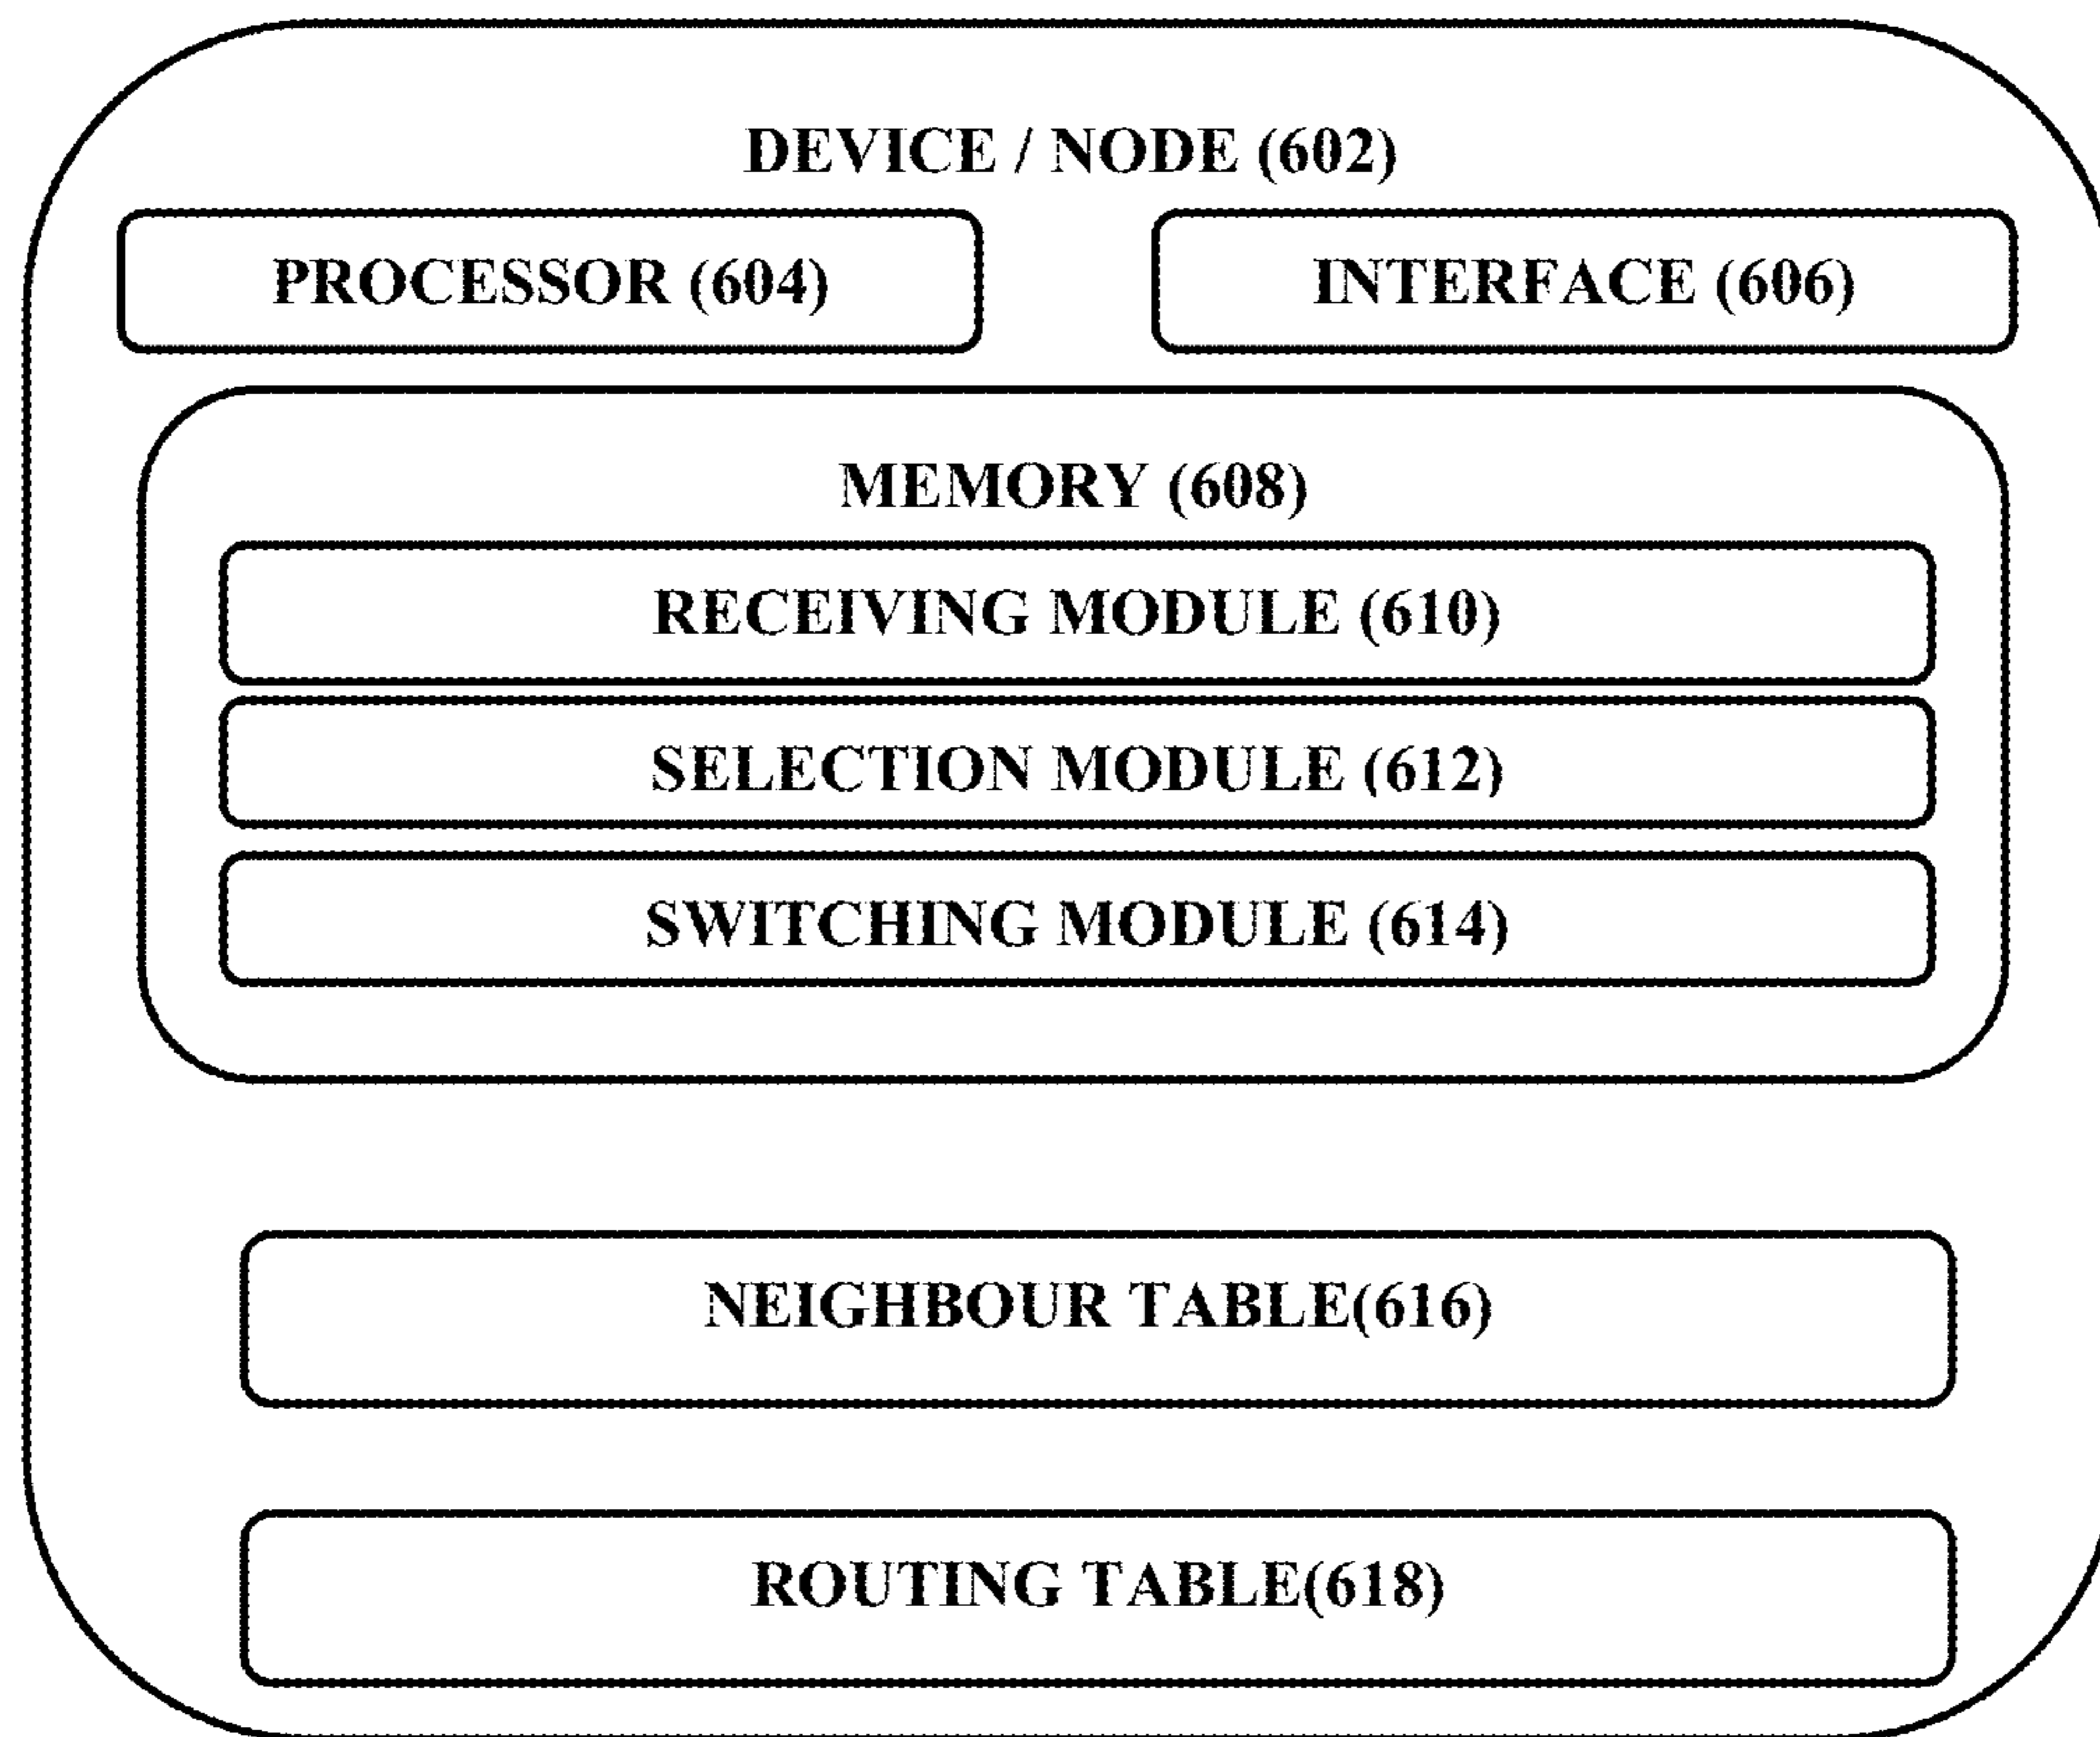 DEVICE / NODE (602)
PROCESSOR (604)
INTERFACE (606)
MEMORY (608)
RECEIVING MODULE (610)
SELECTION MODULE (612)
SWITCHING MODULE (614)
NEIGHBOUR TABLE(616)
ROUTING TABLE(618)